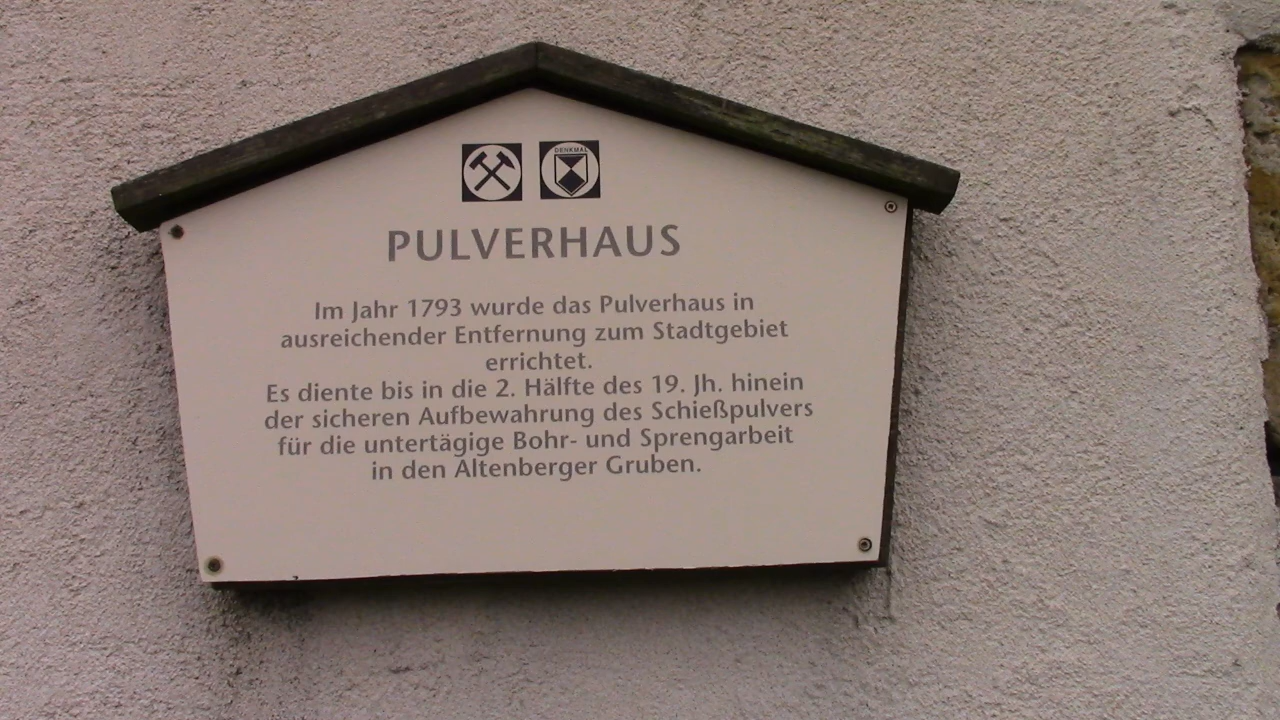 DENKMAL
PULVERHAUS
Im Jahr 1793 wurde das Pulverhaus in
ausreichender Entfernung zum Stadtgebiet
errichtet.
Es diente bis in die 2. Hälfte des 19. Jh. hinein
der sicheren Aufbewahrung des Schießpulvers
für die untertägige Bohr- und Sprengarbeit
in den Altenberger Gruben.